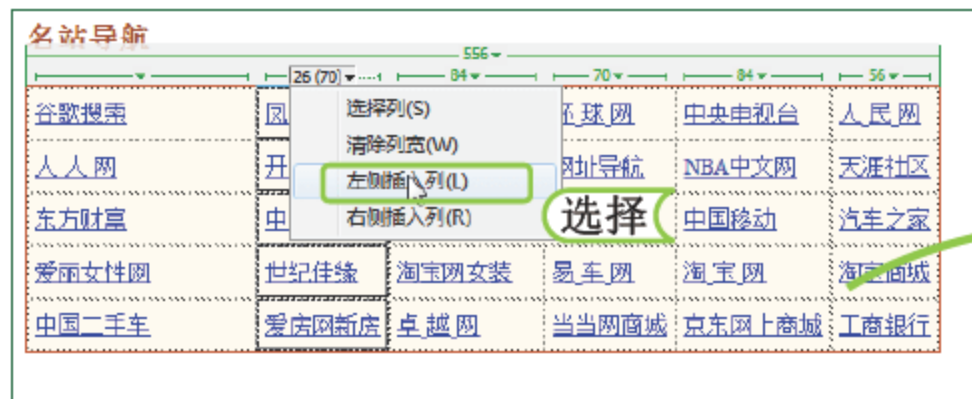 名站导航
556
26 (70) 84 70 84 56
谷歌搜索 凤 环 球 网 中央电视台 人 民 网
选择列(S)
清除列宽(W)
人 人 网 开 网址导航 NBA中文网 天涯社区
左侧插入列(L)
东方财富 中 选择 中国移动 汽车之家
右侧插入列(R)
爱丽女性网 世纪佳缘 淘宝网女装 易 车 网 淘 宝 网 淘宝商城
中国二手车 爱房网新房 卓 越 网 当当网商城 京东网上商城 工商银行